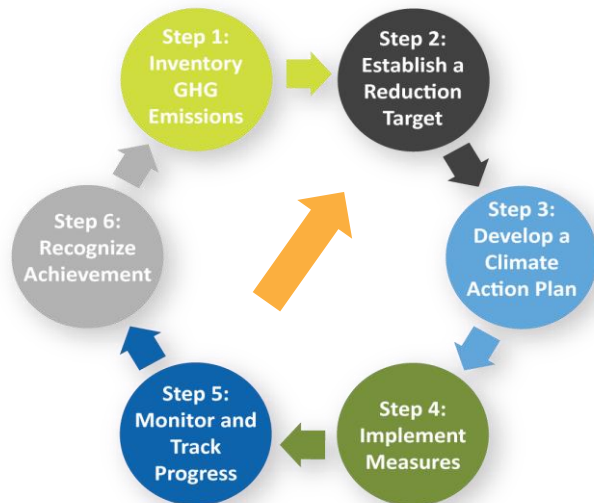 Step 1:
Inventory
GHG
Emissions
Step 2:
Establish a
Reduction
Target
Step 3:
Develop a
Climate
Action Plan
Step 4:
Implement
Measures
Step 5:
Monitor and
Track
Progress
Step 6:
Recognize
Achievement